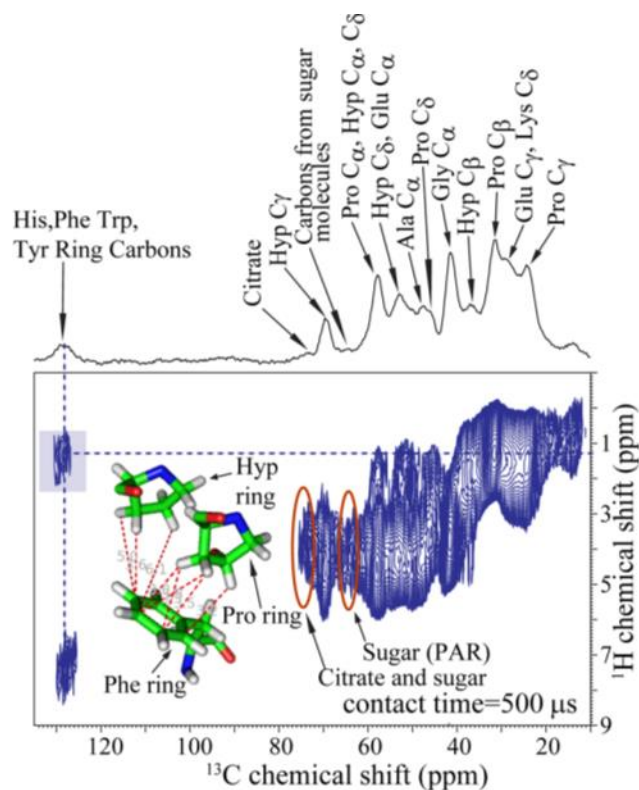 His,Phe Trp,
Tyr Ring Carbons
Citrate
Hyp Cγ
Carbons from sugar
molecules
Pro Cα, Hyp Cα, Cδ
Hyp Cδ, Glu Cα
Ala Cα
Pro Cδ
Gly Cα
Hyp Cβ
Pro Cβ
Glu Cγ, Lys Cδ
Pro Cγ
Hyp
ring
Pro ring
Phe ring
Sugar (PAR)
Citrate and sugar
contact time=500 μs
1
3
5
7
9
¹H chemical shift (ppm)
120 100 80 60 40 20
¹³C chemical shift (ppm)